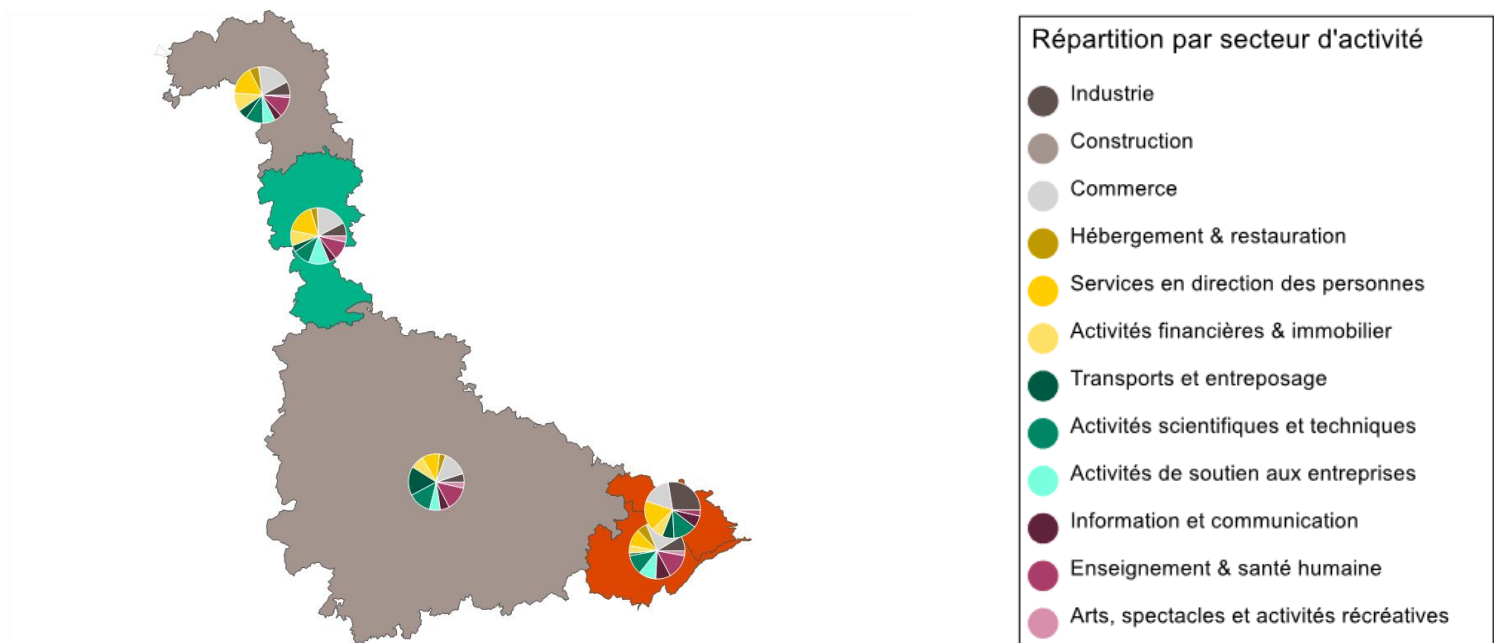 Répartition par secteur d'activité
Industrie
Construction
Commerce
Hébergement & restauration
Services en direction des personnes
Activités financières & immobilier
Transports et entreposage
Activités scientifiques et techniques
Activités de soutien aux entreprises
Information et communication
Enseignement & santé humaine
Arts, spectacles et activités récréatives